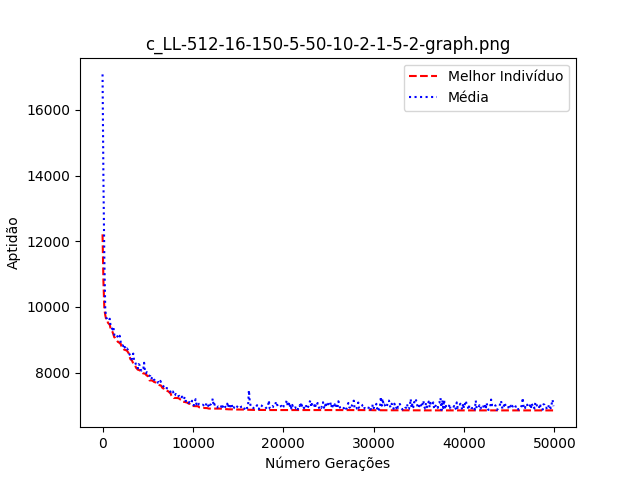 c_LL-512-16-150-5-50-10-2-1-5-2-graph.png
Melhor Indivíduo
Média
16000
14000
12000
10000
8000
Aptidão
0 10000 20000 30000 40000 50000
Número Gerações